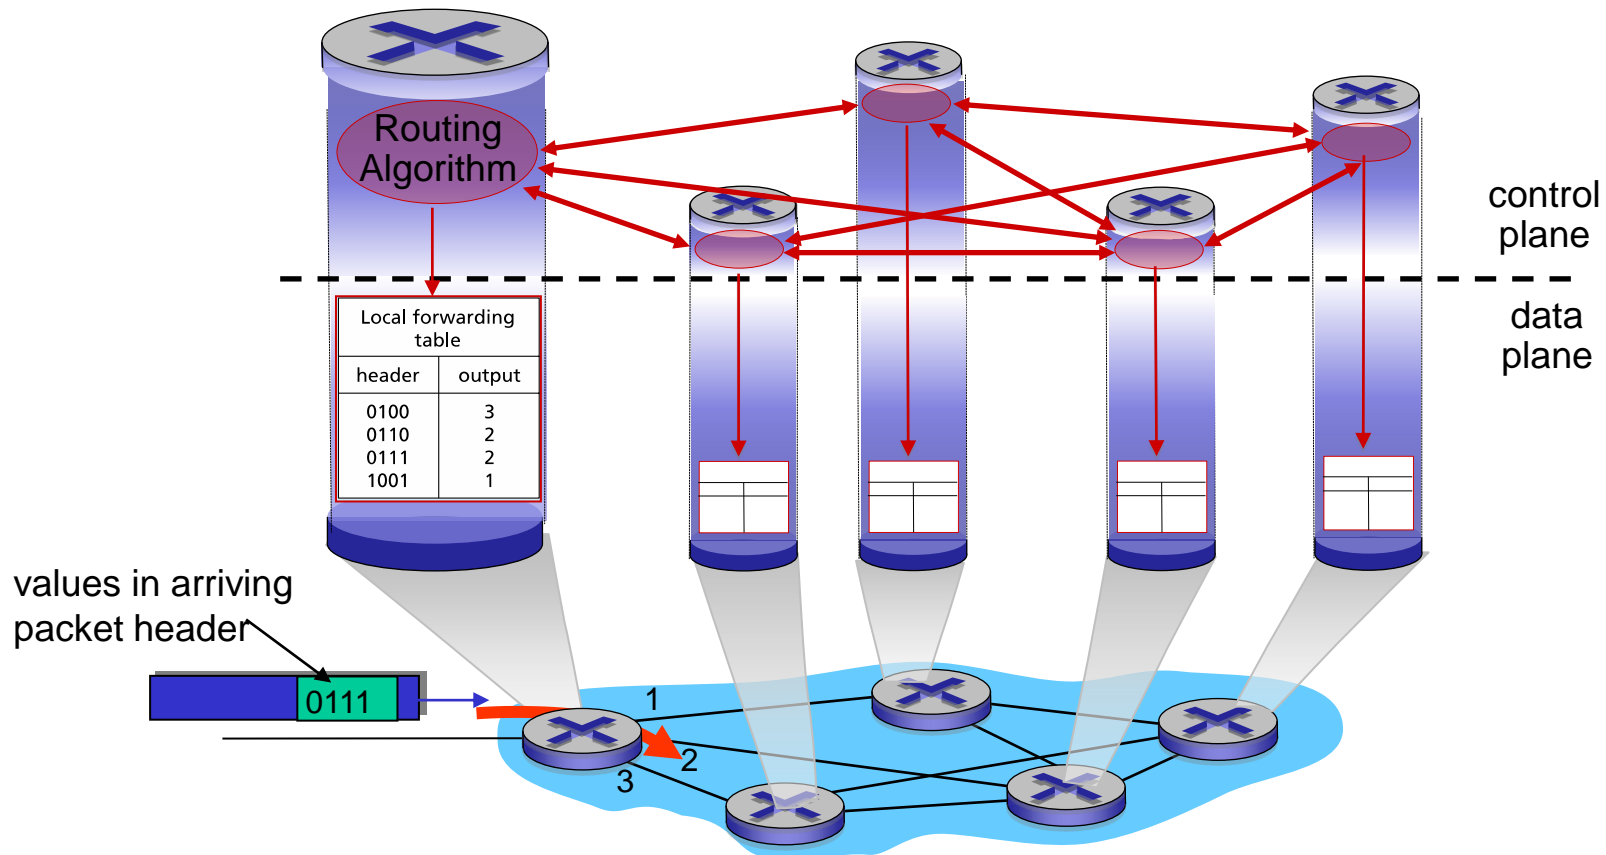 Routing
Algorithm
control
plane
data
plane
Local forwarding
table
header output
0100 3
0110 2
0111 2
1001 1
values in arriving
packet header
0111
1
2
3